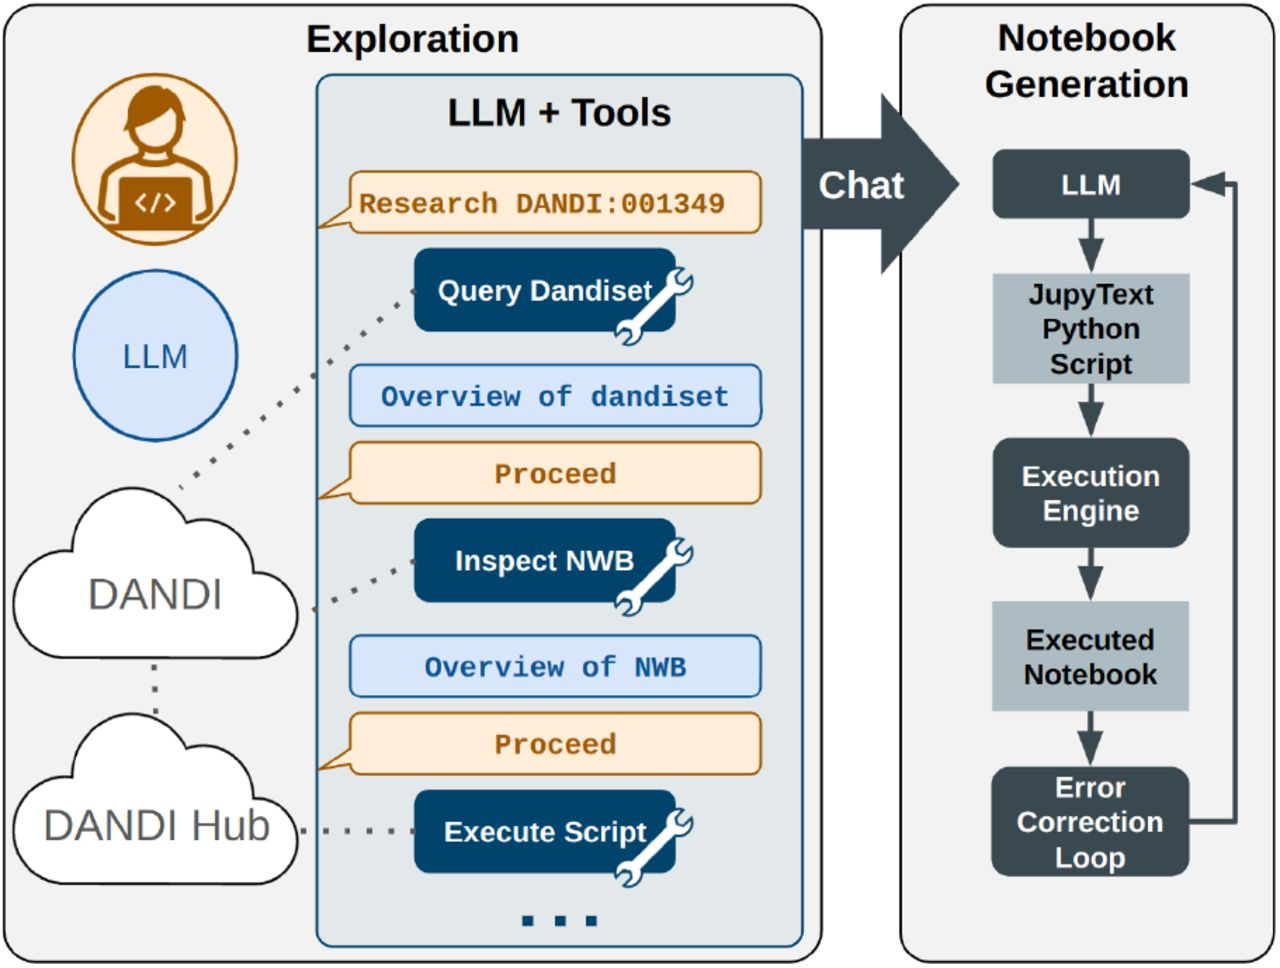 Exploration
LLM
DANDI
DANDI Hub
LLM + Tools
Research DANDI:001349
Query Dandiset
Overview of dandiset
Proceed
Inspect NWB
Overview of NWB
Proceed
Execute Script
...
Chat
Notebook
Generation
LLM
JupyText
Python
Script
Execution
Engine
Executed
Notebook
Error
Correction
Loop